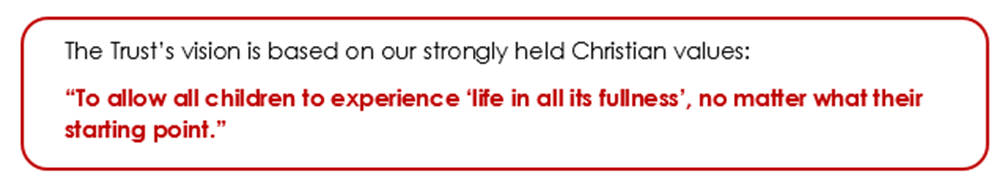 The Trust’s vision is based on our strongly held Christian values:
“To allow all children to experience ‘life in all its fullness’, no matter what their
starting point.”